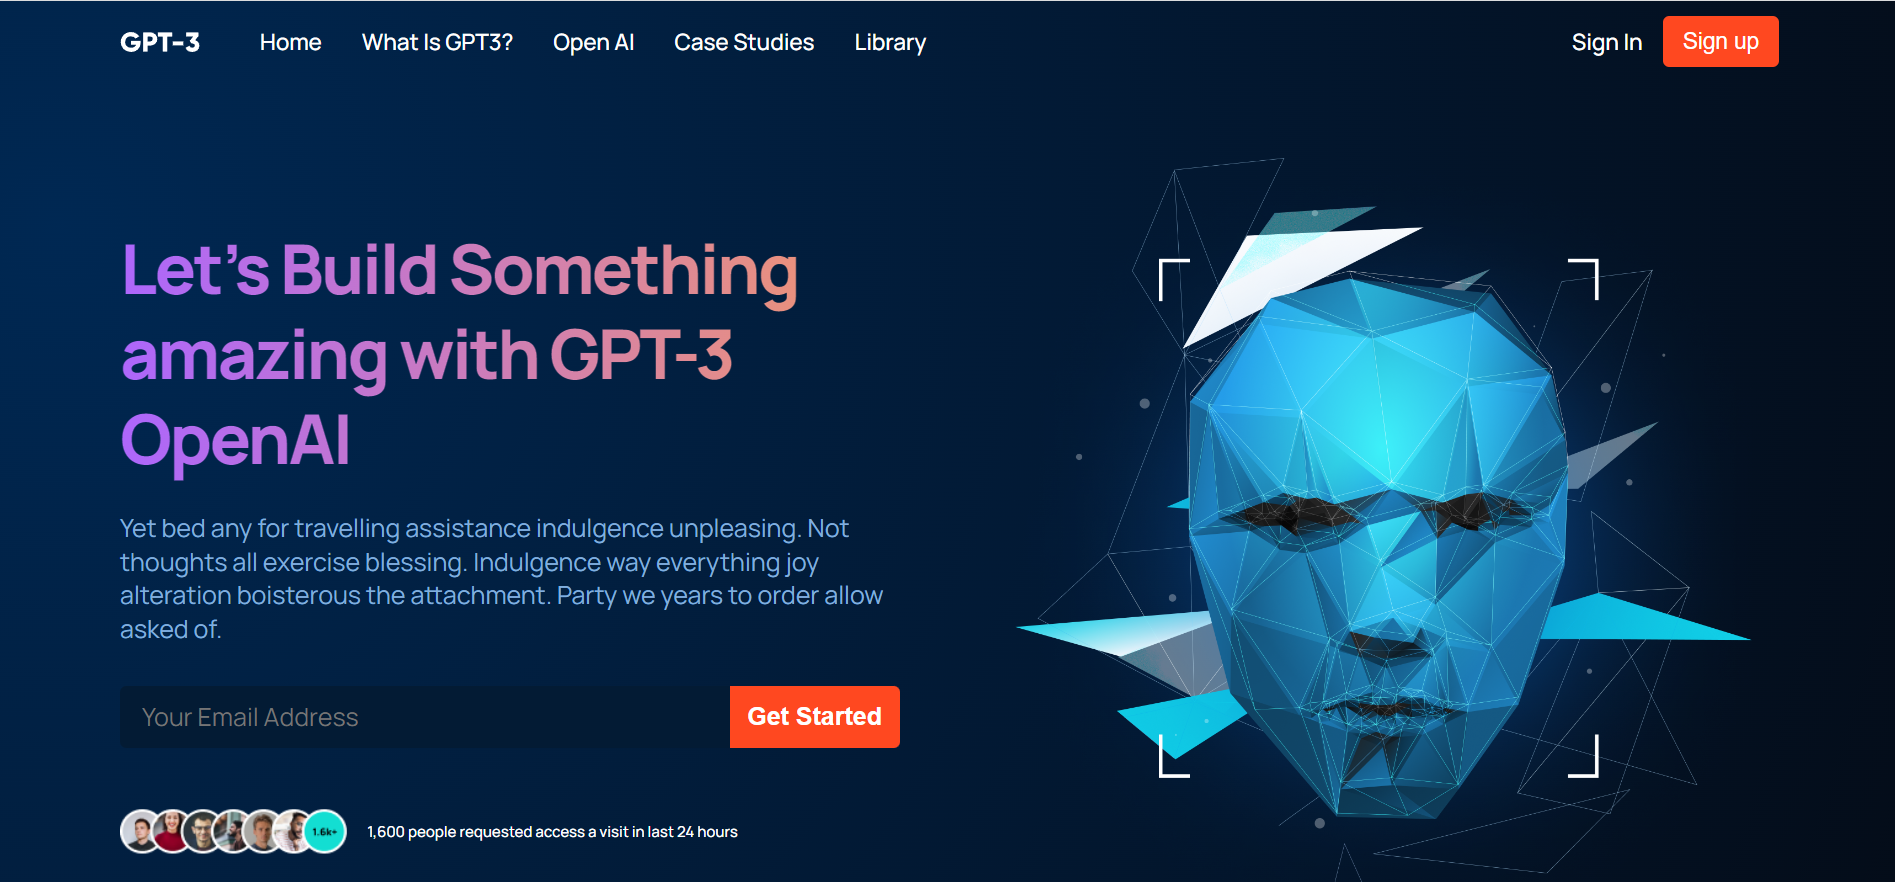 GPT-3 Home What Is GPT3? Open AI Case Studies Library Sign In Sign up
Let's Build Something
amazing with GPT-3
OpenAI
Yet bed any for travelling assistance indulgence unpleasing. Not
thoughts all exercise blessing. Indulgence way everything joy
alteration boisterous the attachment. Party we years to order allow
asked of.
Your Email Address Get Started
1.6k+ 1,600 people requested access a visit in last 24 hours